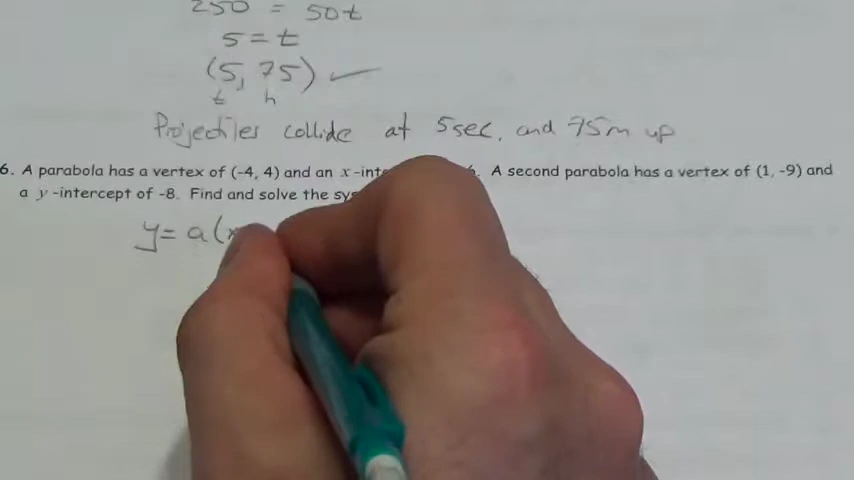 250 = 50t
5 = t
(5, 75) ✓
t h
Projectiles collide at 5sec, and 75m up
6. A parabola has a vertex of (-4, 4) and an x-int A second parabola has a vertex of (1, -9) and
a y-intercept of -8. Find and solve the sy
y= a(x